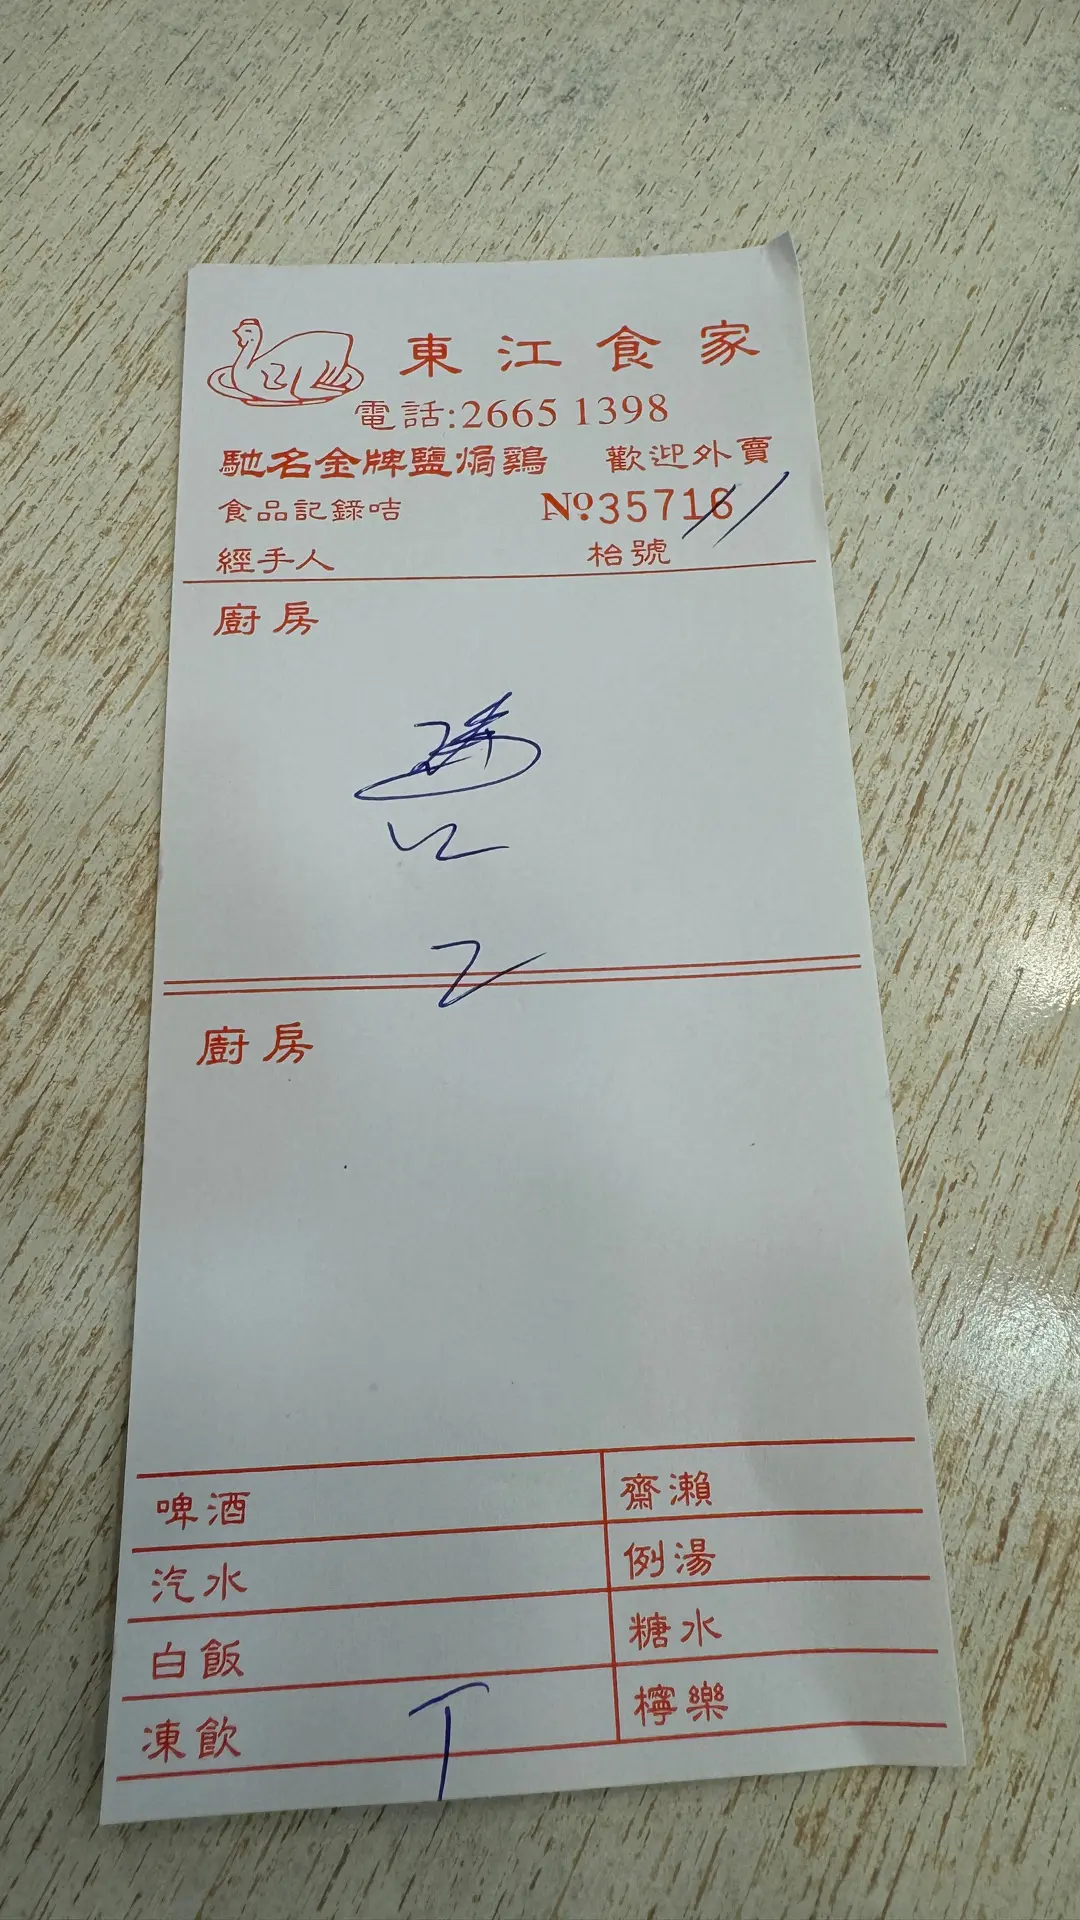 東江食家
電話:2665 1398
馳名金牌鹽焗鷄 歡迎外賣
食品記錄咭 №35716
經手人 枱號 11
廚房
廚房
啤酒 齋瀨
汽水 例湯
白飯 糖水
凍飲 檸樂